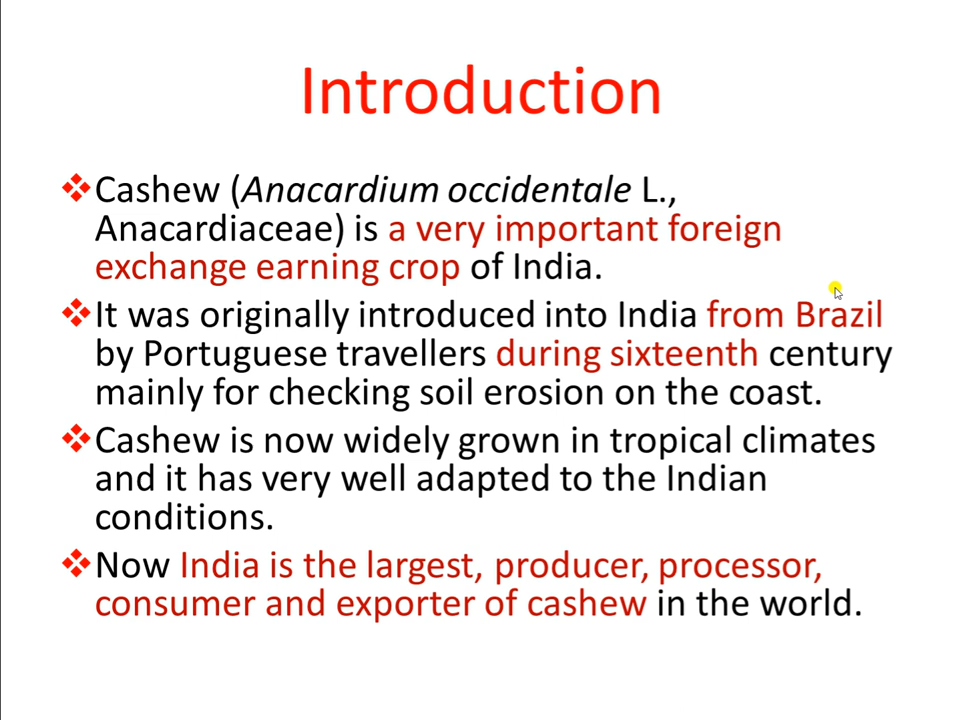 Introduction
Cashew (Anacardium occidentale L.,
Anacardiaceae) is a very important foreign
exchange earning crop of India.
It was originally introduced into India from Brazil
by Portuguese travellers during sixteenth century
mainly for checking soil erosion on the coast.
Cashew is now widely grown in tropical climates
and it has very well adapted to the Indian
conditions.
Now India is the largest, producer, processor,
consumer and exporter of cashew in the world.